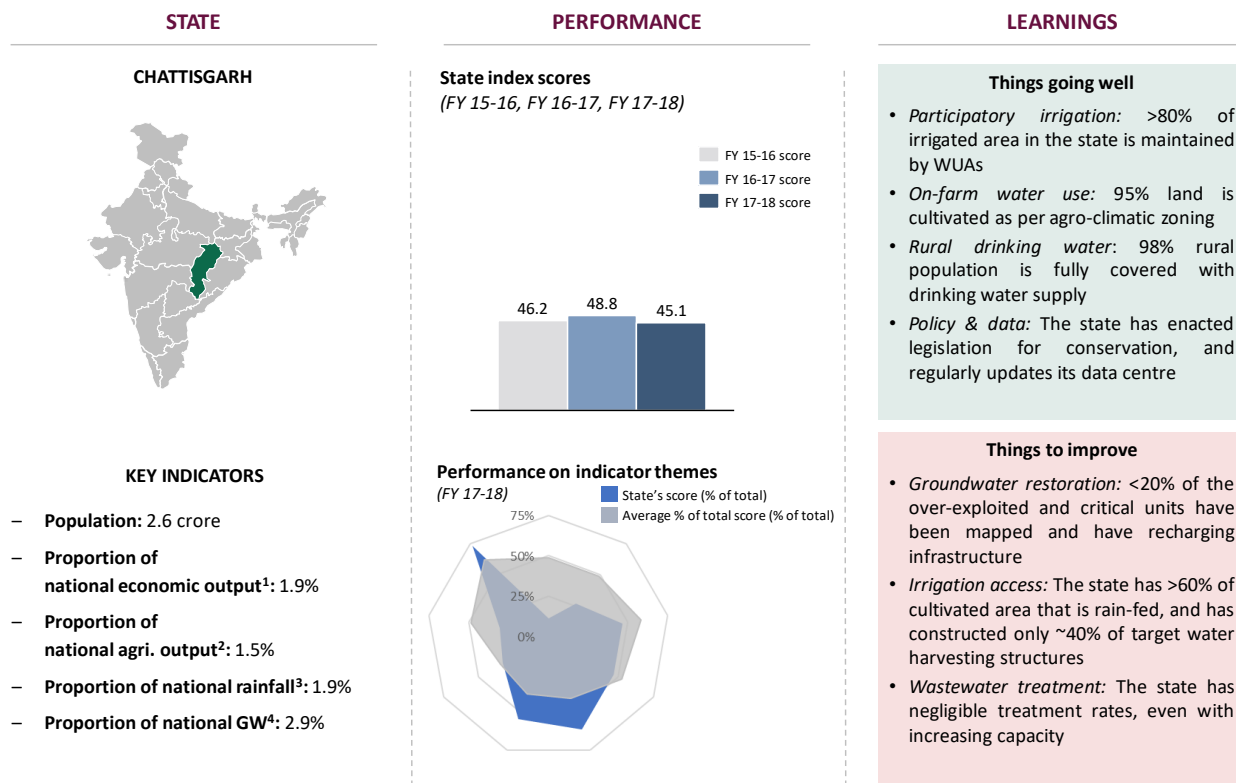 STATE
CHATTISGARH
KEY INDICATORS
– Population: 2.6 crore
– Proportion of
national economic output¹: 1.9%
– Proportion of
national agri. output²: 1.5%
– Proportion of national rainfall³: 1.9%
– Proportion of national GW⁴: 2.9%
PERFORMANCE
State index scores
(FY 15-16, FY 16-17, FY 17-18)
FY 15-16 score
FY 16-17 score
FY 17-18 score
46.2
48.8
45.1
Performance on indicator themes
(FY 17-18)
State's score (% of total)
Average % of total score (% of total)
75%
50%
25%
0%
LEARNINGS
Things going well
• Participatory irrigation: >80% of
irrigated area in the state is maintained
by WUAs
• On-farm water use: 95% land is
cultivated as per agro-climatic zoning
• Rural drinking water: 98% rural
population is fully covered with
drinking water supply
• Policy & data: The state has enacted
legislation for conservation, and
regularly updates its data centre
Things to improve
• Groundwater restoration: <20% of the
over-exploited and critical units have
been mapped and have recharging
infrastructure
• Irrigation access: The state has >60% of
cultivated area that is rain-fed, and has
constructed only ~40% of target water
harvesting structures
• Wastewater treatment: The state has
negligible treatment rates, even with
increasing capacity